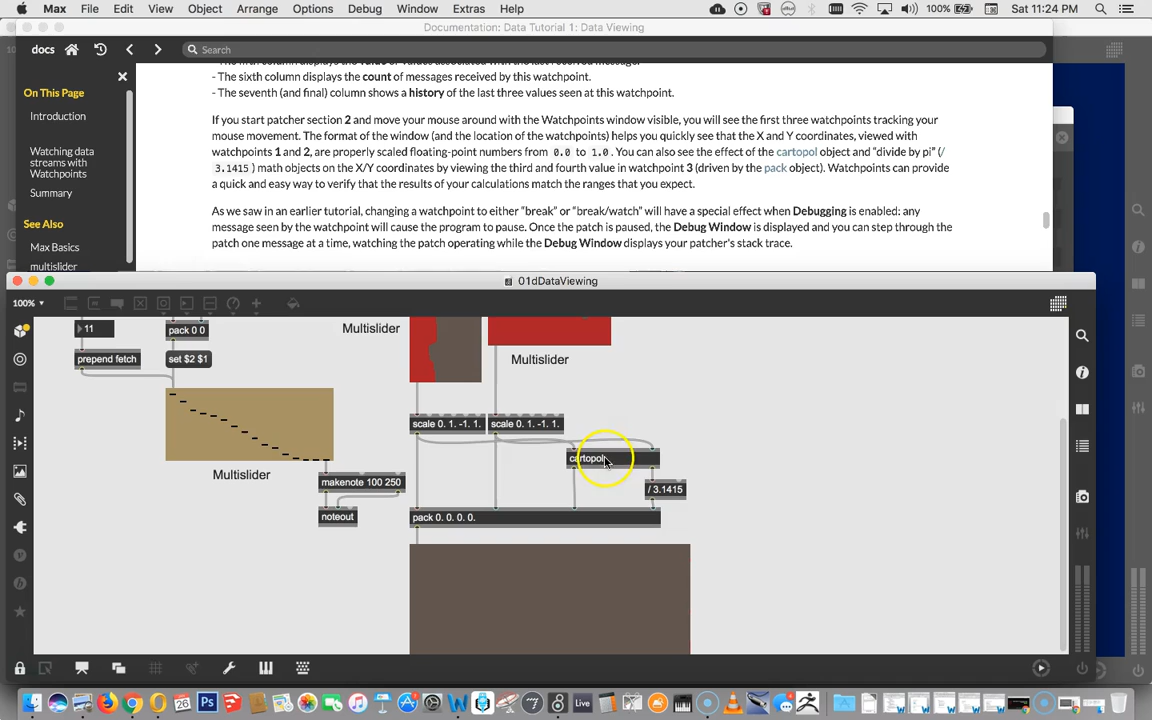 Max File Edit View Object Arrange Options Debug Window Extras Help 100% Sat 11:24 PM
Documentation: Data Tutorial 1: Data Viewing
docs Search
On This Page
Introduction
Watching data
streams with
Watchpoints
Summary
See Also
Max Basics
multislider
- The sixth column displays the count of messages received by this watchpoint.
- The seventh (and final) column shows a history of the last three values seen at this watchpoint.
If you start patcher section 2 and move your mouse around with the Watchpoints window visible, you will see the first three watchpoints tracking your
mouse movement. The format of the window (and the location of the watchpoints) helps you quickly see that the X and Y coordinates, viewed with
watchpoints 1 and 2, are properly scaled floating-point numbers from 0.0 to 1.0. You can also see the effect of the cartopol object and “divide by pi” (/
3.1415) math objects on the X/Y coordinates by viewing the third and fourth value in watchpoint 3 (driven by the pack object). Watchpoints can provide
a quick and easy way to verify that the results of your calculations match the ranges that you expect.
As we saw in an earlier tutorial, changing a watchpoint to either “break” or “break/watch” will have a special effect when Debugging is enabled: any
message seen by the watchpoint will cause the program to pause. Once the patch is paused, the Debug Window is displayed and you can step through the
patch one message at a time, watching the patch operating while the Debug Window displays your patcher's stack trace.
01dDataViewing
100%
11
pack 0 0
Multislider
prepend fetch
set $2 $1
Multislider
scale 0. 1. -1. 1.
scale 0. 1. -1. 1.
cartopol
Multislider
makenote 100 250
/ 3.1415
noteout
pack 0. 0. 0. 0.